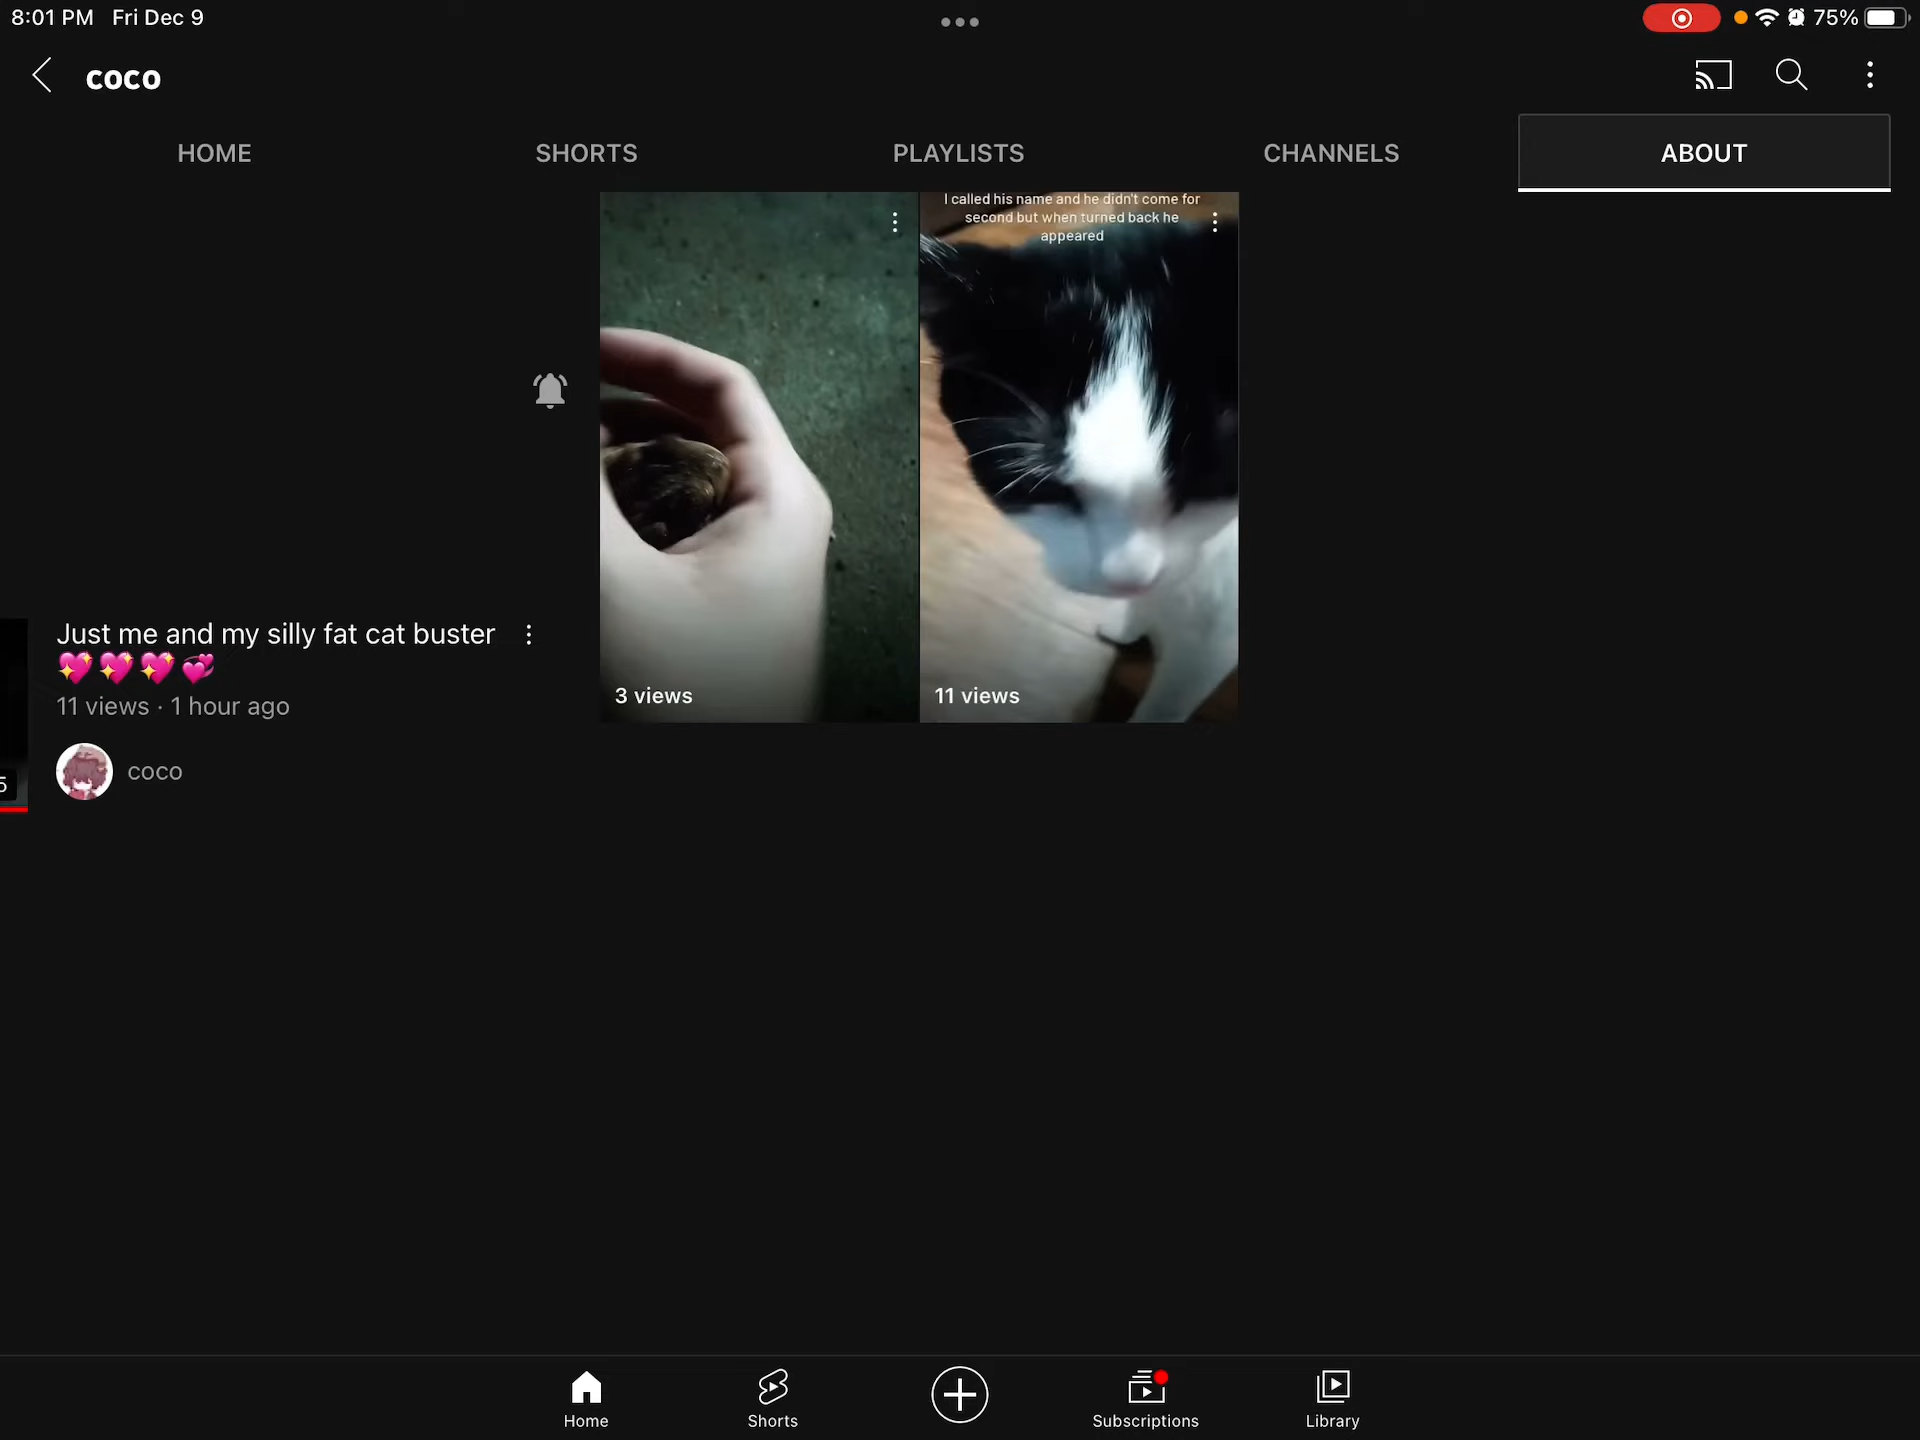 8:01 PM Fri Dec 9
75%
coco
HOME
SHORTS
PLAYLISTS
CHANNELS
ABOUT
I called his name and he didn't come for
second but when turned back he
appeared
Just me and my silly fat cat buster
💖💖💖💞
11 views · 1 hour ago
coco
5
3 views
11 views
Home
Shorts
Subscriptions
Library